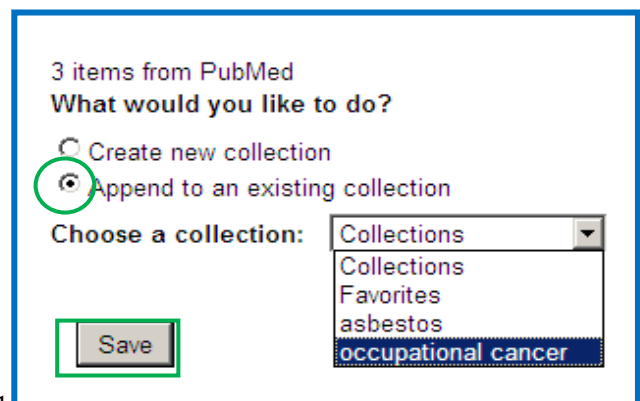 3 items from PubMed
What would you like to do?
Create new collection
Append to an existing collection
Choose a collection: Collections
Collections
Favorites
asbestos
occupational cancer
Save